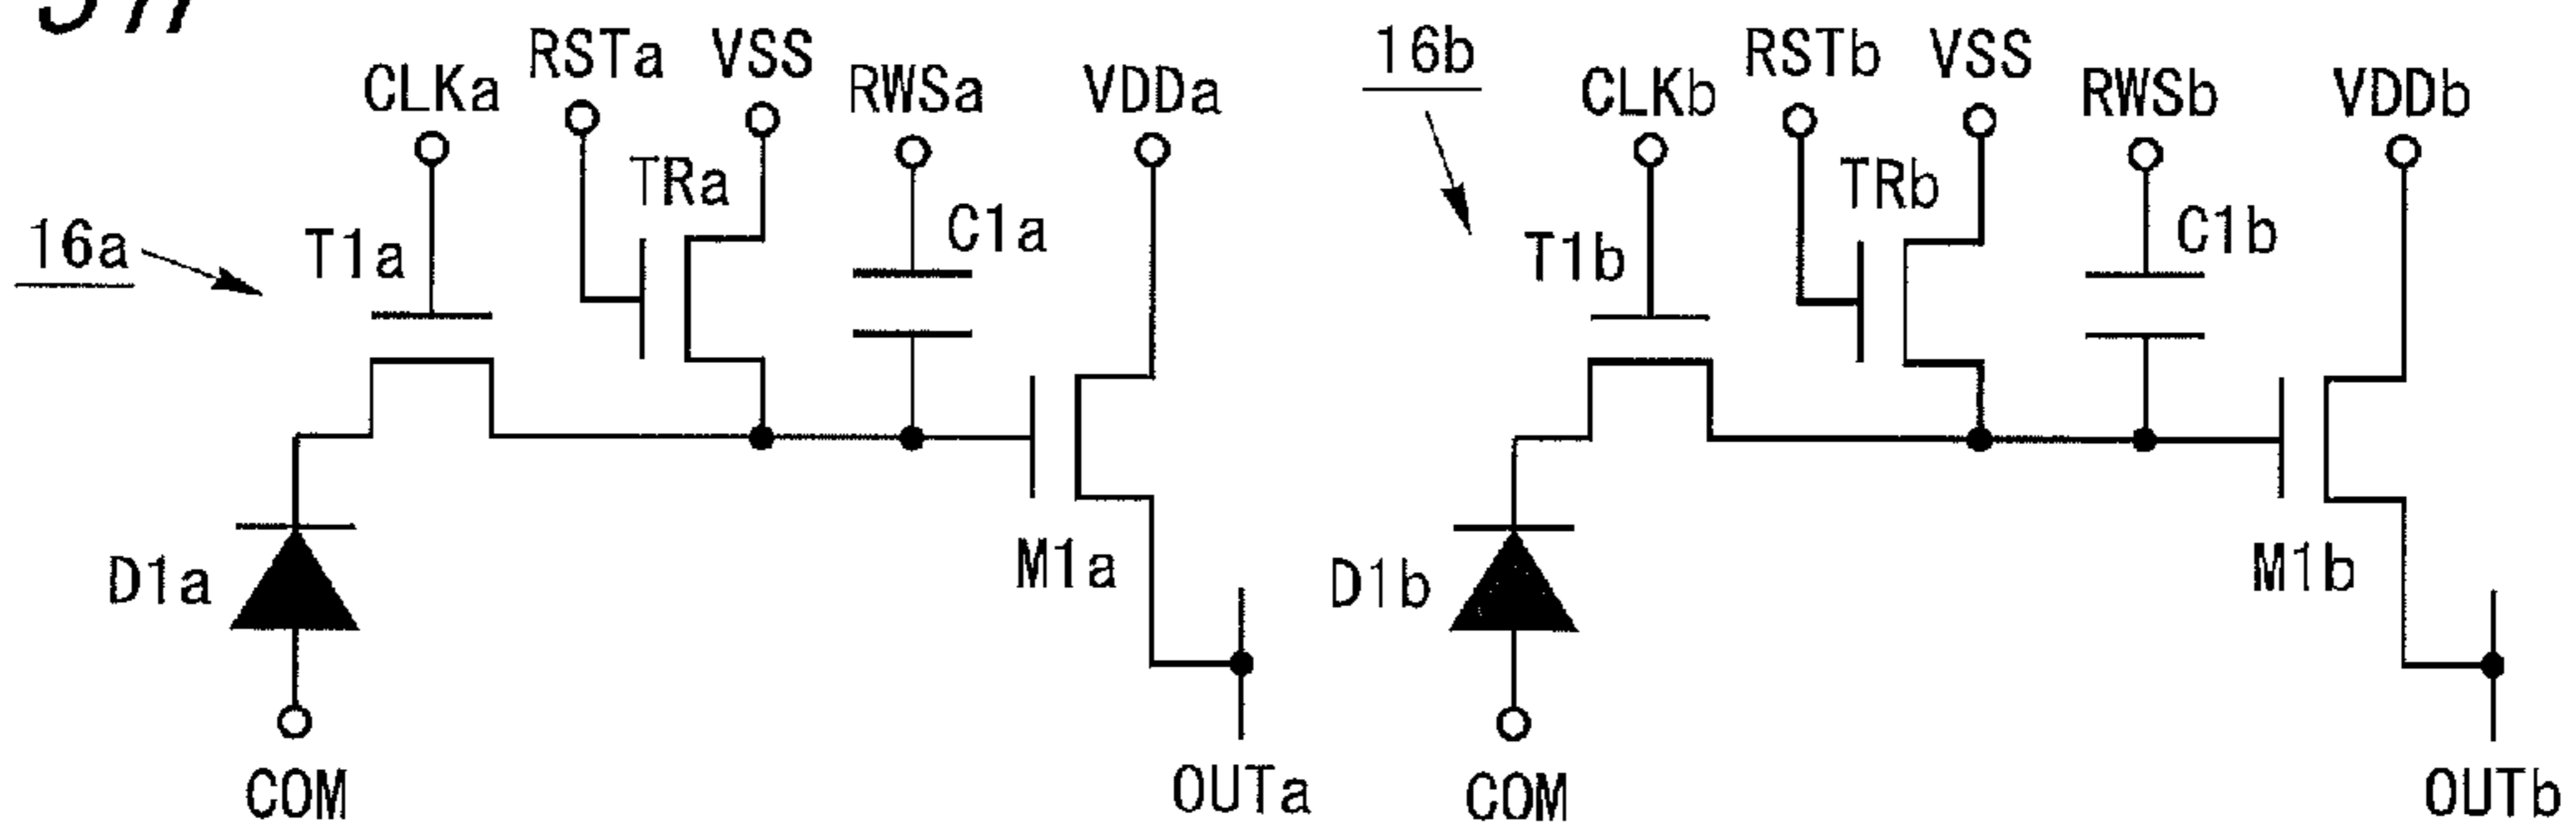 CLKa
RSTa
VSS
RWSa
VDDa
TRa
C1a
16a
T1a
D1a
M1a
COM
OUTa
16b
CLKb
RSTb
VSS
RWSb
VDDb
TRb
C1b
T1b
D1b
M1b
COM
OUTb